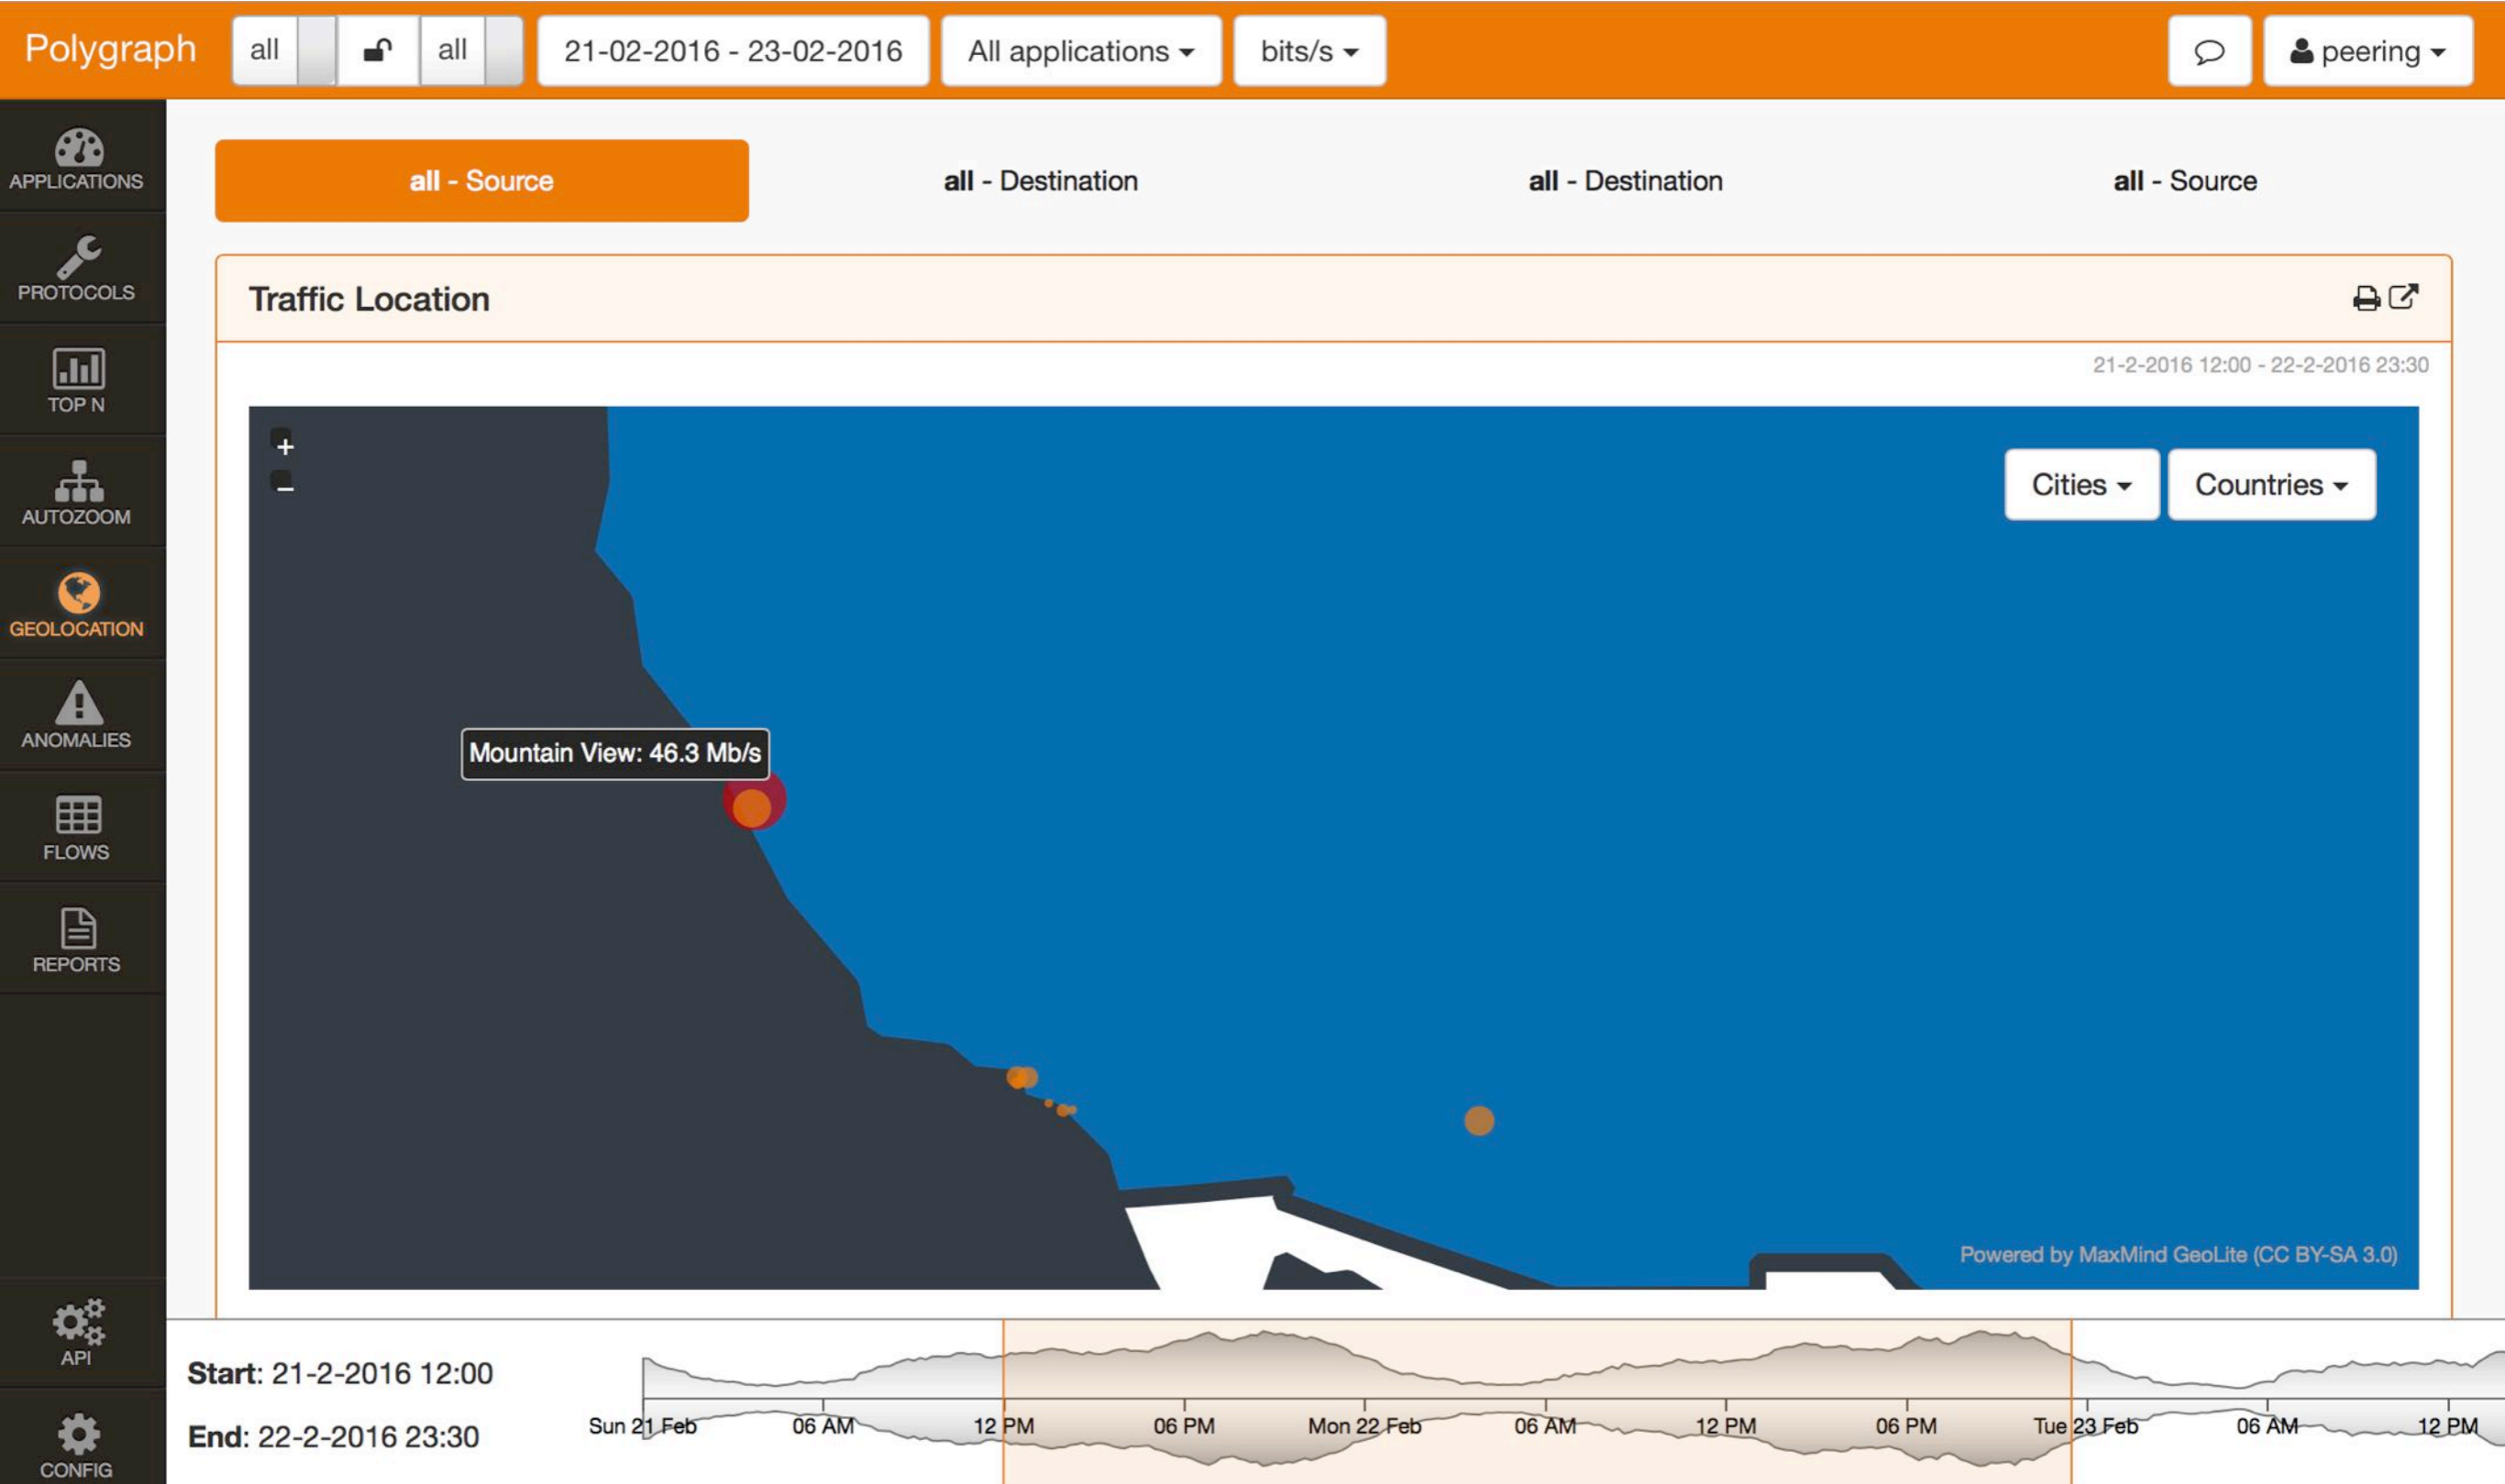 Polygraph
all
all
21-02-2016 - 23-02-2016
All applications
bits/s
peering
APPLICATIONS
PROTOCOLS
TOP N
AUTOZOOM
GEOLOCATION
ANOMALIES
FLOWS
REPORTS
API
CONFIG
all - Source
all - Destination
all - Destination
all - Source
Traffic Location
21-2-2016 12:00 - 22-2-2016 23:30
+
−
Cities
Countries
Mountain View: 46.3 Mb/s
Powered by MaxMind GeoLite (CC BY-SA 3.0)
Start: 21-2-2016 12:00
End: 22-2-2016 23:30
Sun 21 Feb 06 AM 12 PM 06 PM Mon 22 Feb 06 AM 12 PM 06 PM Tue 23 Feb 06 AM 12 PM